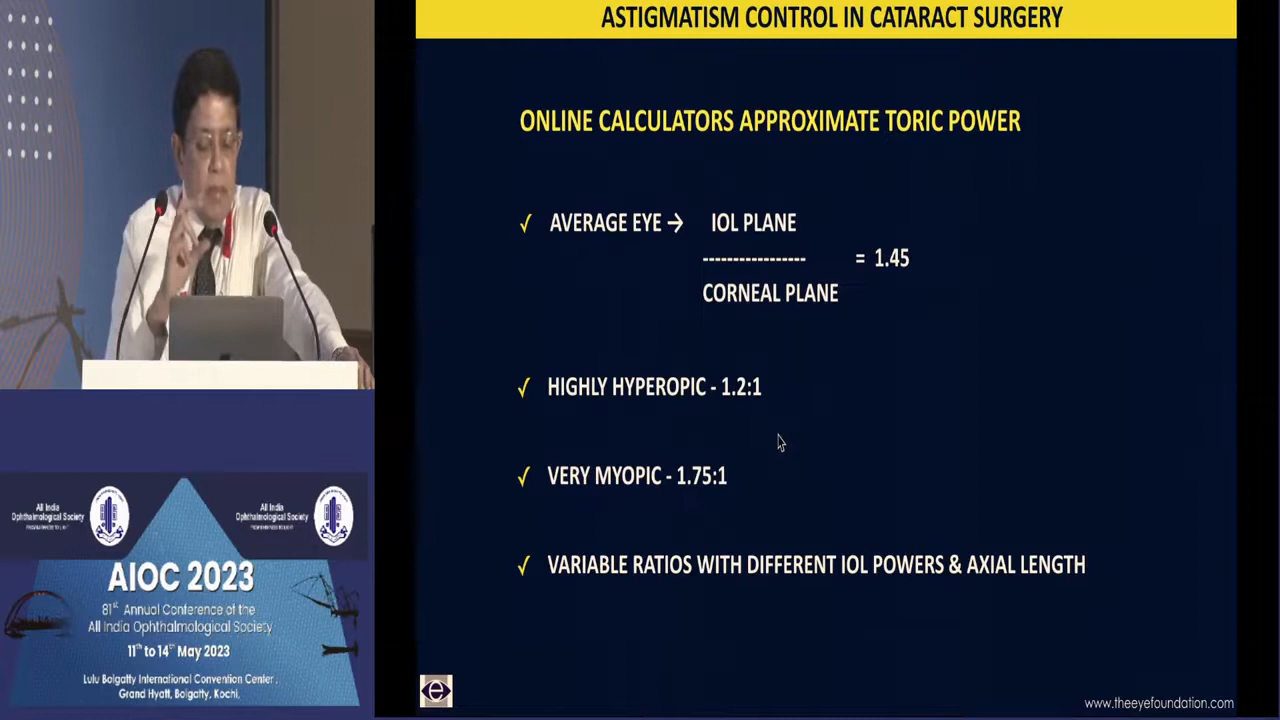 ASTIGMATISM CONTROL IN CATARACT SURGERY
ONLINE CALCULATORS APPROXIMATE TORIC POWER
✓ AVERAGE EYE → IOL PLANE
----------------- = 1.45
CORNEAL PLANE
✓ HIGHLY HYPEROPIC - 1.2:1
✓ VERY MYOPIC - 1.75:1
✓ VARIABLE RATIOS WITH DIFFERENT IOL POWERS & AXIAL LENGTH
e
www.theeyefoundation.com
All India
Ophthalmological Society
All India
Ophthalmological Society
AIOC 2023
81st Annual Conference of the
All India Ophthalmological Society
11th to 14th May 2023
Lulu Bolgatty International Convention Center,
Grand Hyatt, Bolgatty, Kochi,